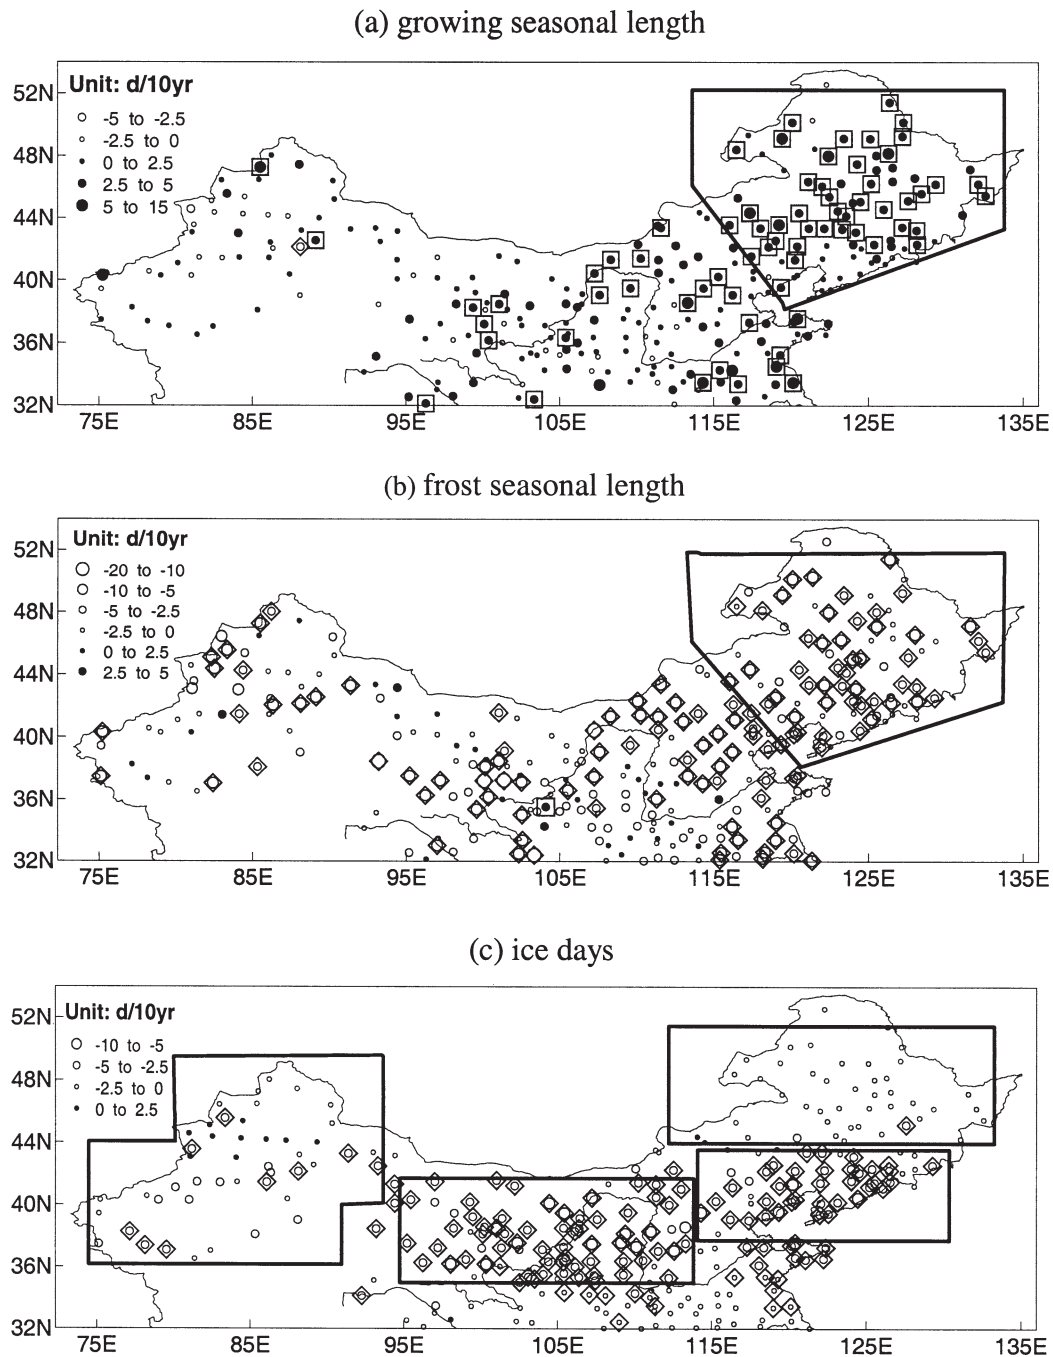 (a) growing seasonal length
Unit: d/10yr
-5 to -2.5
-2.5 to 0
0 to 2.5
2.5 to 5
5 to 15
52N
48N
44N
40N
36N
32N
75E 85E 95E 105E 115E 125E 135E
(b) frost seasonal length
Unit: d/10yr
-20 to -10
-10 to -5
-5 to -2.5
-2.5 to 0
0 to 2.5
2.5 to 5
52N
48N
44N
40N
36N
32N
75E 85E 95E 105E 115E 125E 135E
(c) ice days
Unit: d/10yr
-10 to -5
-5 to -2.5
-2.5 to 0
0 to 2.5
52N
48N
44N
40N
36N
32N
75E 85E 95E 105E 115E 125E 135E